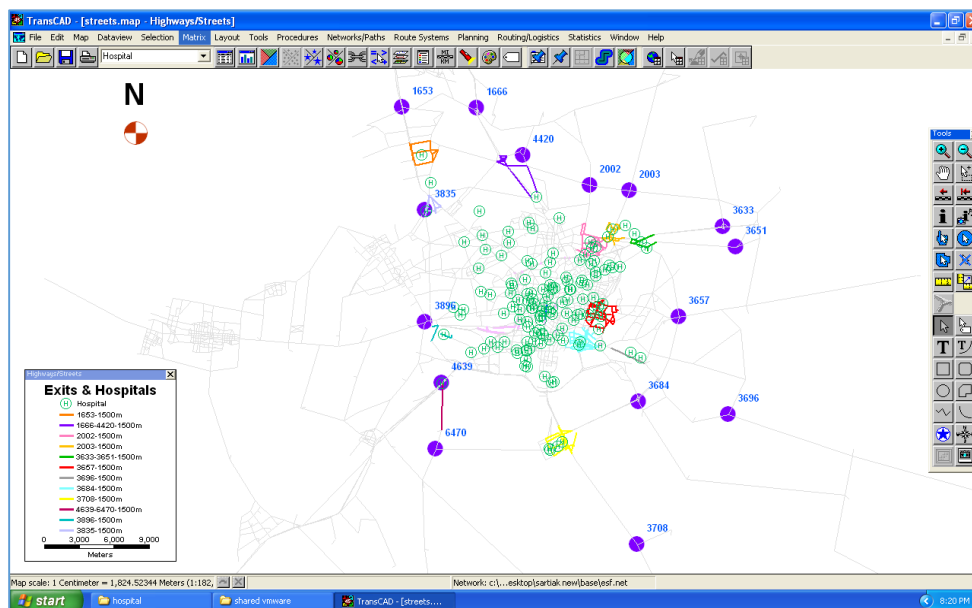 TransCAD - [streets.map - Highways/Streets]
File Edit Map Dataview Selection Matrix Layout Tools Procedures Networks/Paths Route Systems Planning Routing/Logistics Statistics Window Help
Hospital
N
1653
1666
4420
2002
2003
3835
3633
3651
3896
3657
4639
3684
3696
6470
3708
Tools
Highways/Streets
Exits & Hospitals
H Hospital
1653-1500m
1666-4420-1500m
2002-1500m
2003-1500m
3633-3651-1500m
3657-1500m
3696-1500m
3684-1500m
3708-1500m
4639-6470-1500m
3896-1500m
3835-1500m
0 3,000 6,000 9,000
Meters
Map scale: 1 Centimeter = 1,824.52344 Meters (1:182,
Network: c:\...esktop\sartiak new\base\esf.net
start
hospital
shared vmware
TransCAD - [streets....
8:20 PM